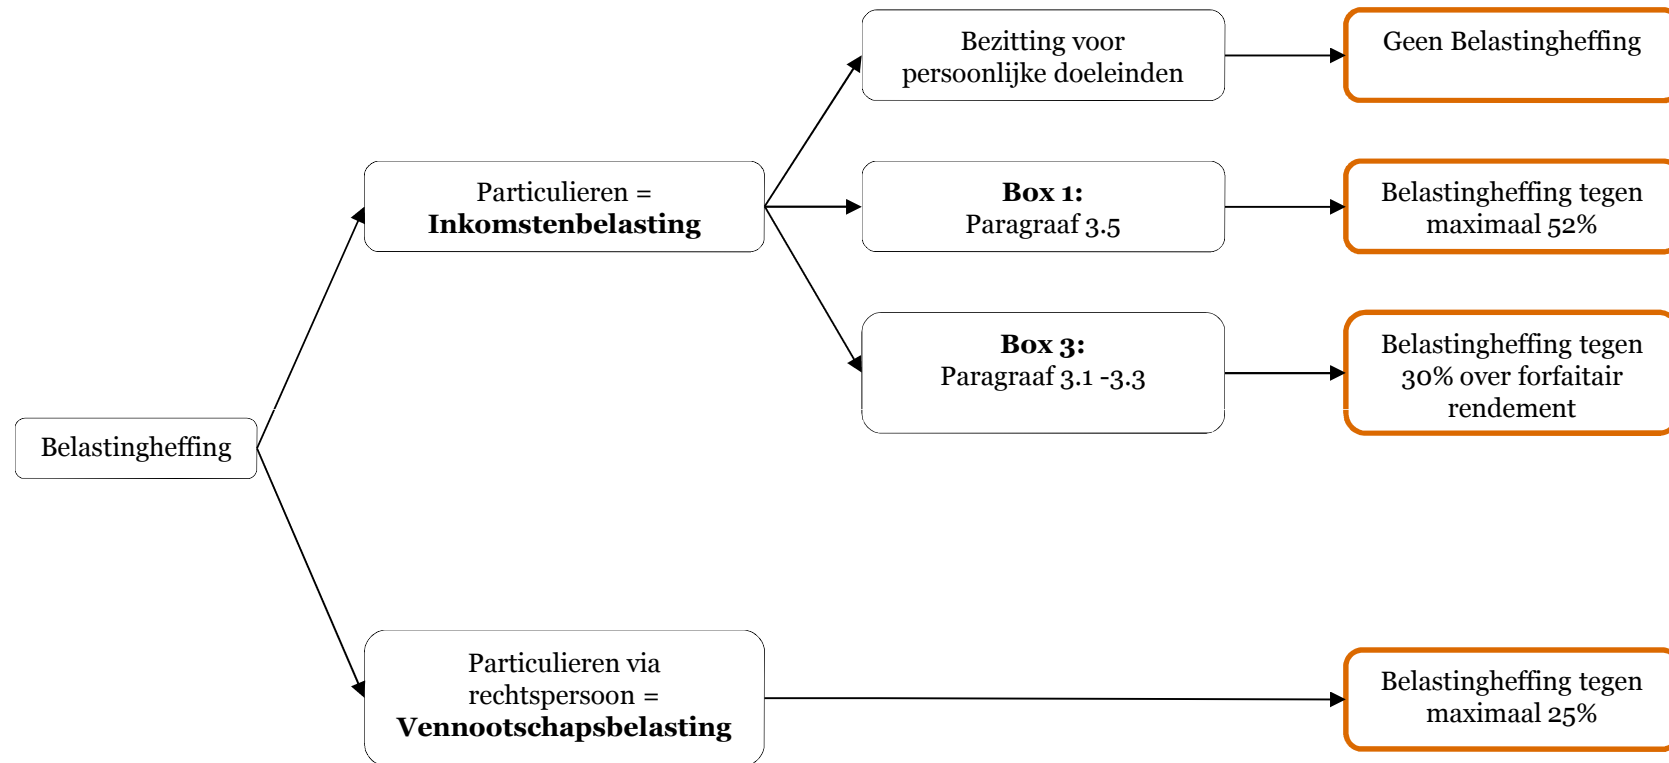 Bezitting voor
persoonlijke doeleinden
Geen Belastingheffing
Particulieren =
Inkomstenbelasting
Box 1:
Paragraaf 3.5
Belastingheffing tegen
maximaal 52%
Box 3:
Paragraaf 3.1 -3.3
Belastingheffing tegen
30% over forfaitair
rendement
Belastingheffing
Particulieren via
rechtspersoon =
Vennootschapsbelasting
Belastingheffing tegen
maximaal 25%